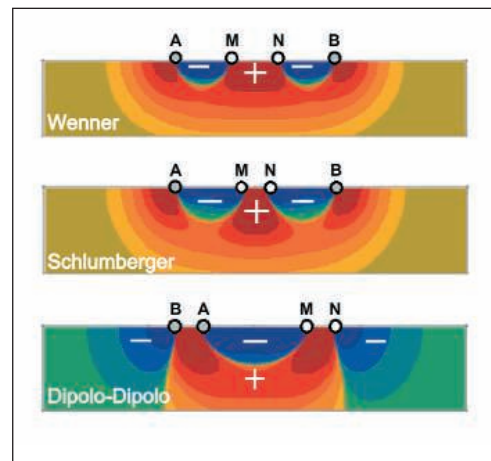 A M N B
− + −
Wenner
A M N B
− + −
Schlumberger
B A M N
− − −
+
Dipolo-Dipolo